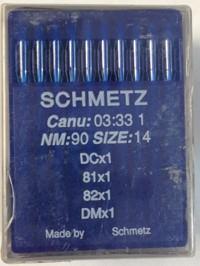 SCHMETZ
Canu: 03:33 1
NM:90 SIZE:14
DCx1
81x1
82x1
DMx1
Made by Schmetz